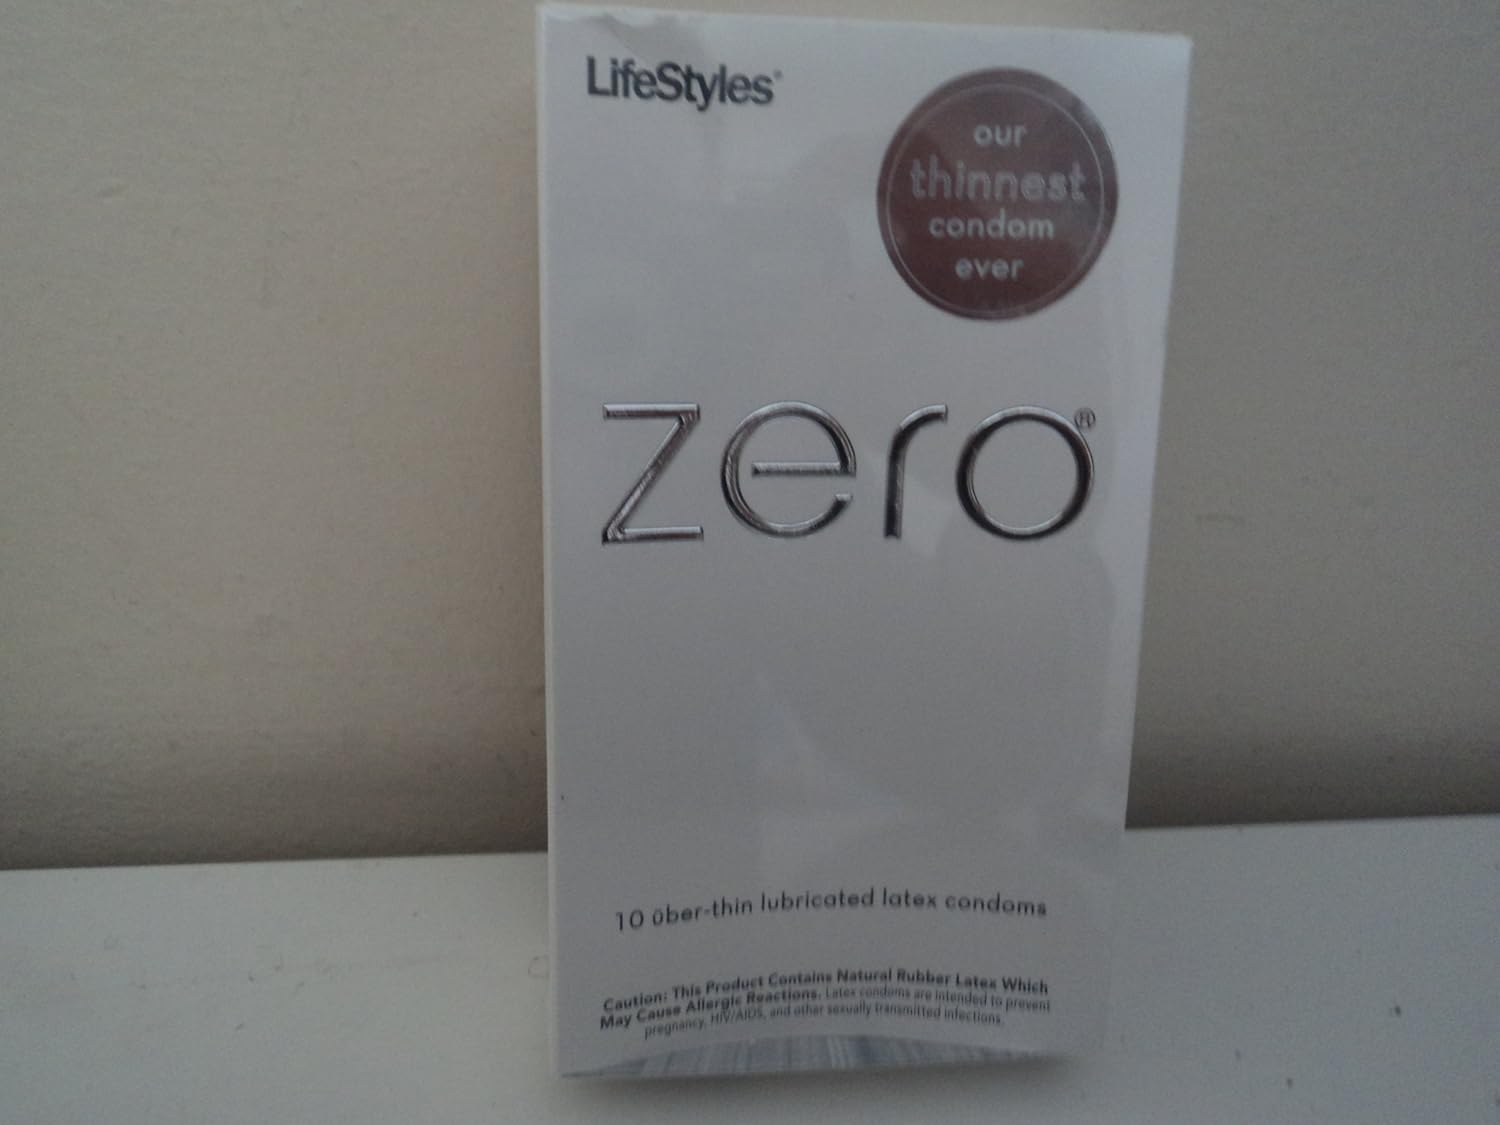 LifeStyles®
our
thinnest
condom
ever
zero®
10 über-thin lubricated latex condoms
Caution: This Product Contains Natural Rubber Latex Which
May Cause Allergic Reactions. Latex condoms are intended to prevent
pregnancy, HIV/AIDS, and other sexually transmitted infections.